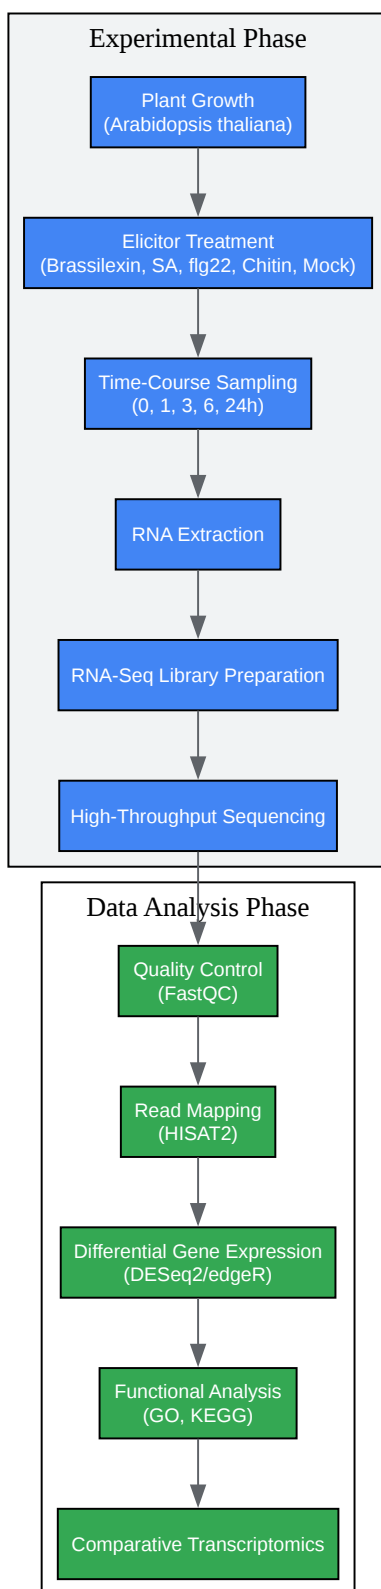 Experimental Phase
Plant Growth
(Arabidopsis thaliana)
Elicitor Treatment
(Brassilexin, SA, flg22, Chitin, Mock)
Time-Course Sampling
(0, 1, 3, 6, 24h)
RNA Extraction
RNA-Seq Library Preparation
High-Throughput Sequencing
Data Analysis Phase
Quality Control
(FastQC)
Read Mapping
(HISAT2)
Differential Gene Expression
(DESeq2/edgeR)
Functional Analysis
(GO, KEGG)
Comparative Transcriptomics